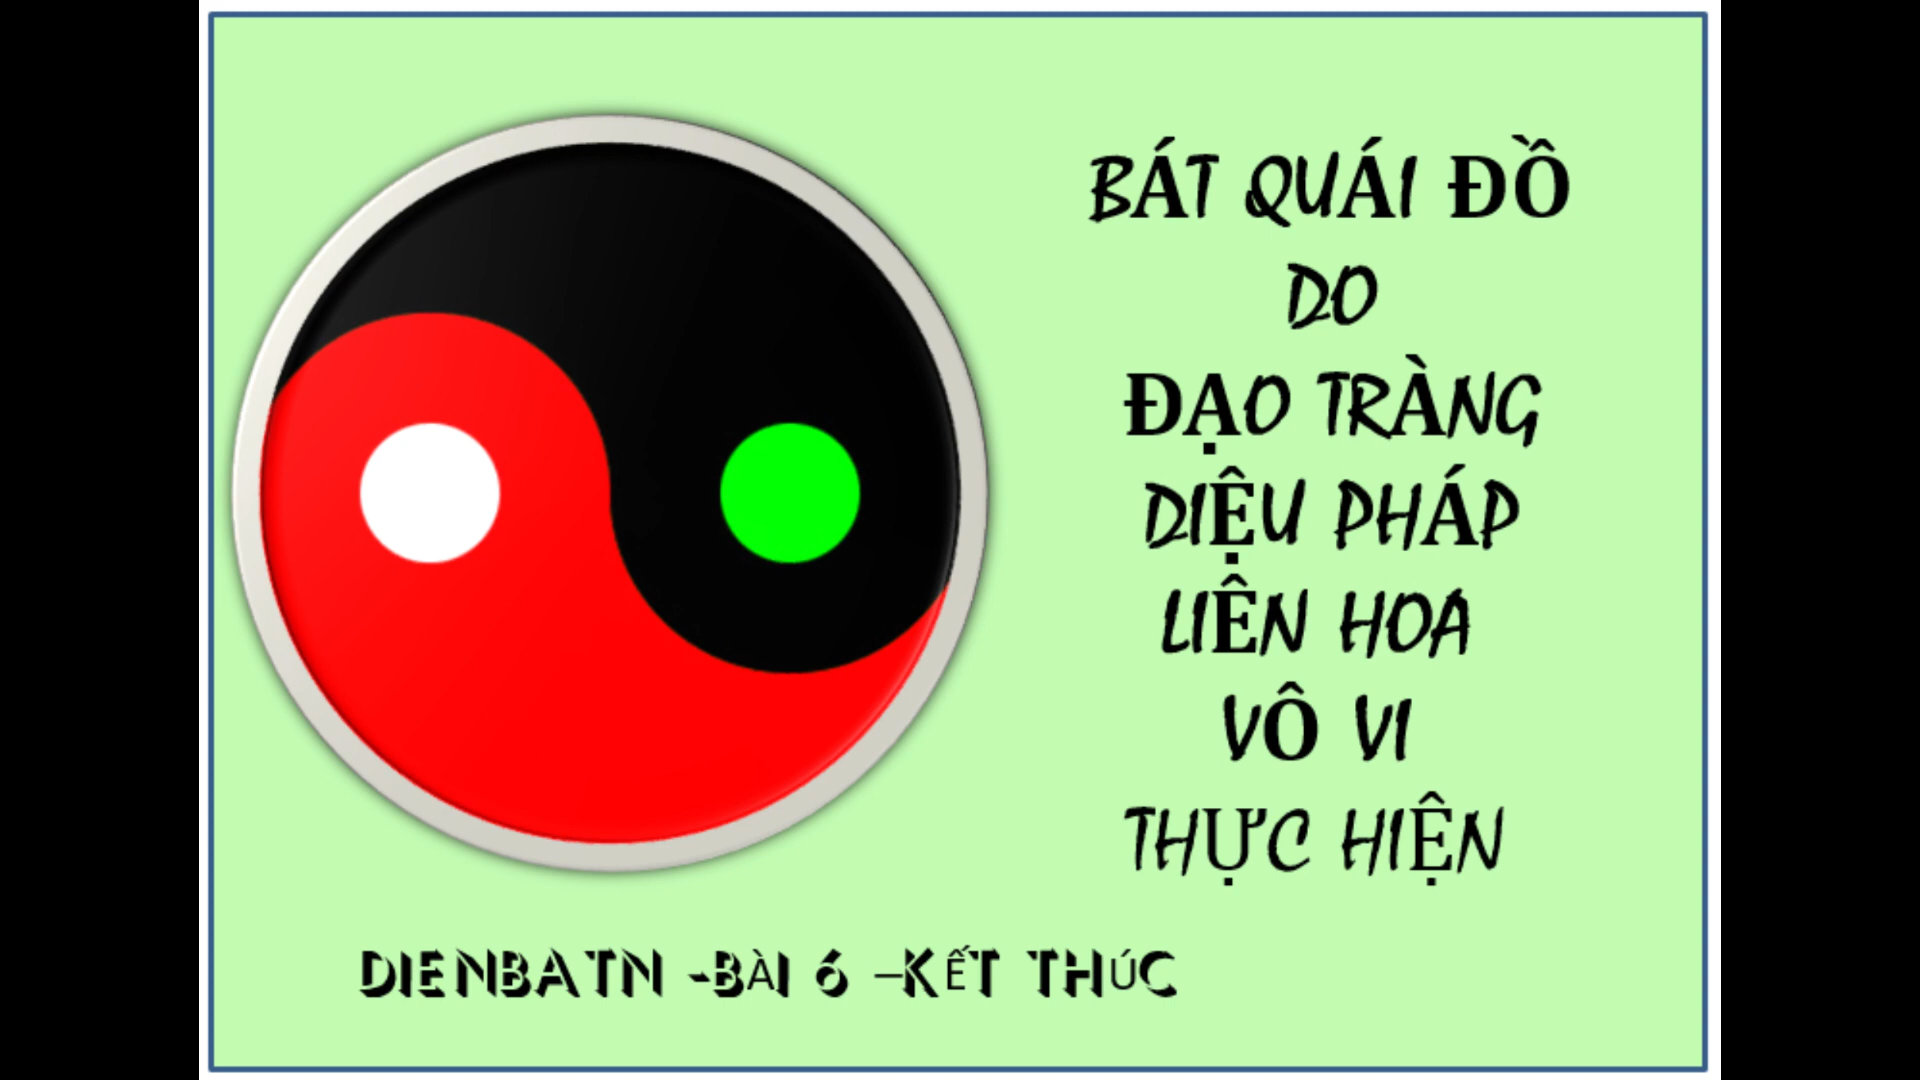 BÁT QUÁI ĐỒ
DO
ĐẠO TRÀNG
DIỆU PHÁP
LIÊN HOA
VÔ VI
THỰC HIỆN
DIENBATN -BÀI 6 –KẾT THÚC